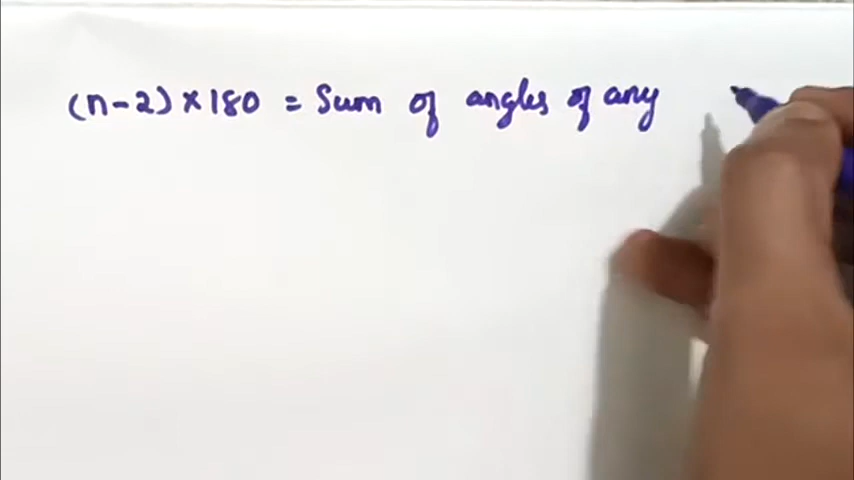 (n-2)×180 = Sum of angles of any